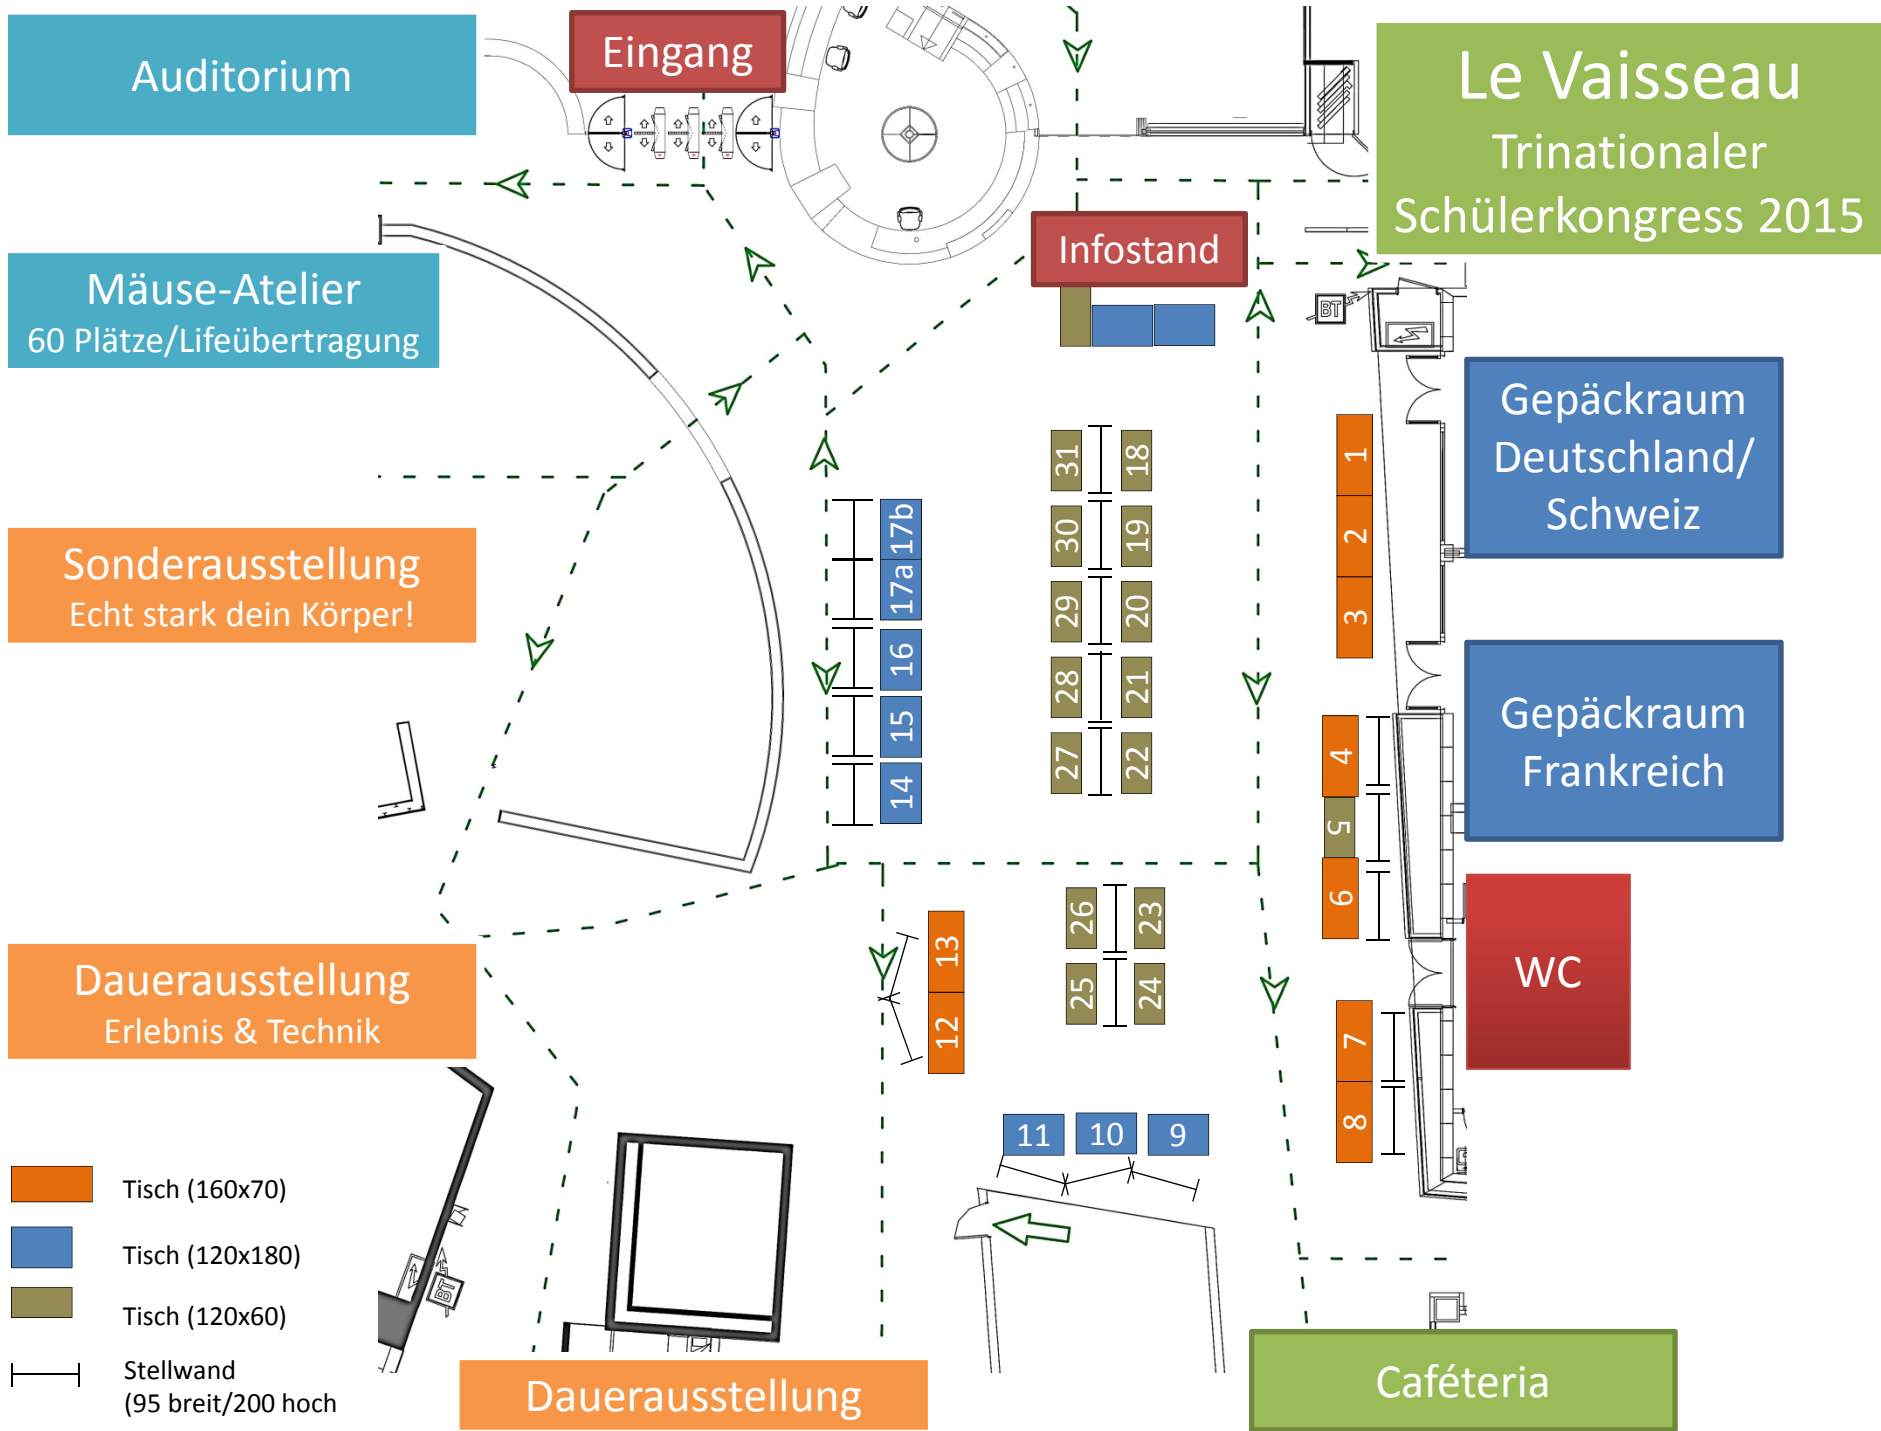 Auditorium
Eingang
Le Vaisseau
Trinationaler
Schülerkongress 2015
Infostand
Mäuse-Atelier
60 Plätze/Lifeübertragung
BT
Gepäckraum
Deutschland/
Schweiz
Sonderausstellung
Echt stark dein Körper!
17b
17a
16
15
14
31
30
29
28
27
18
19
20
21
22
1
2
3
4
5
6
Gepäckraum
Frankreich
WC
26
25
23
24
13
12
7
8
Dauerausstellung
Erlebnis & Technik
11
10
9
BT
Tisch (160x70)
Tisch (120x180)
Tisch (120x60)
Stellwand
(95 breit/200 hoch
Dauerausstellung
Caféteria